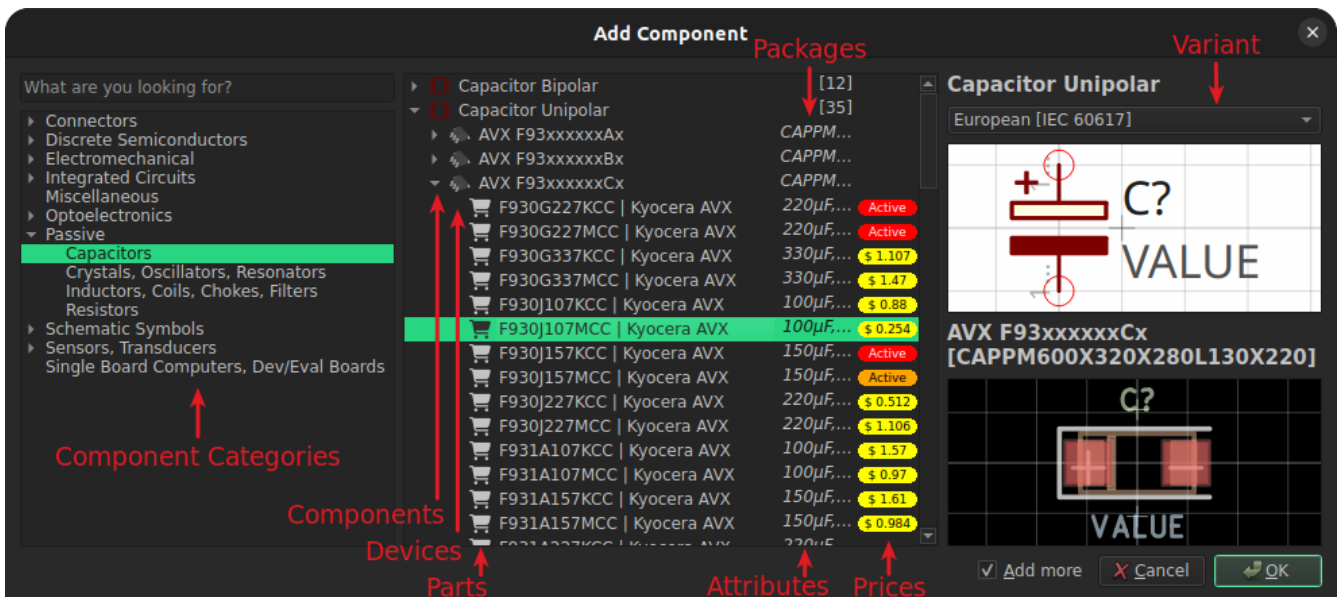 Add Component
Packages
Variant
What are you looking for?
Connectors
Discrete Semiconductors
Electromechanical
Integrated Circuits
Miscellaneous
Optoelectronics
Passive
Capacitors
Crystals, Oscillators, Resonators
Inductors, Coils, Chokes, Filters
Resistors
Schematic Symbols
Sensors, Transducers
Single Board Computers, Dev/Eval Boards
Component Categories
Capacitor Bipolar [12]
Capacitor Unipolar [35]
AVX F93xxxxxxAx CAPPM...
AVX F93xxxxxxBx CAPPM...
AVX F93xxxxxxCx CAPPM...
F930G227KCC | Kyocera AVX 220µF,... Active
F930G227MCC | Kyocera AVX 220µF,... Active
F930G337KCC | Kyocera AVX 330µF,... $ 1.107
F930G337MCC | Kyocera AVX 330µF,... $ 1.47
F930J107KCC | Kyocera AVX 100µF,... $ 0.88
F930J107MCC | Kyocera AVX 100µF,... $ 0.254
F930J157KCC | Kyocera AVX 150µF,... Active
F930J157MCC | Kyocera AVX 150µF,... Active
F930J227KCC | Kyocera AVX 220µF,... $ 0.512
F930J227MCC | Kyocera AVX 220µF,... $ 1.106
F931A107KCC | Kyocera AVX 100µF,... $ 1.57
F931A107MCC | Kyocera AVX 100µF,... $ 0.97
F931A157KCC | Kyocera AVX 150µF,... $ 1.61
F931A157MCC | Kyocera AVX 150µF,... $ 0.984
Components
Devices
Parts
Attributes
Prices
Capacitor Unipolar
European [IEC 60617]
+
C?
VALUE
AVX F93xxxxxxCx
[CAPPM600X320X280L130X220]
C?
VALUE
Add more
Cancel
OK